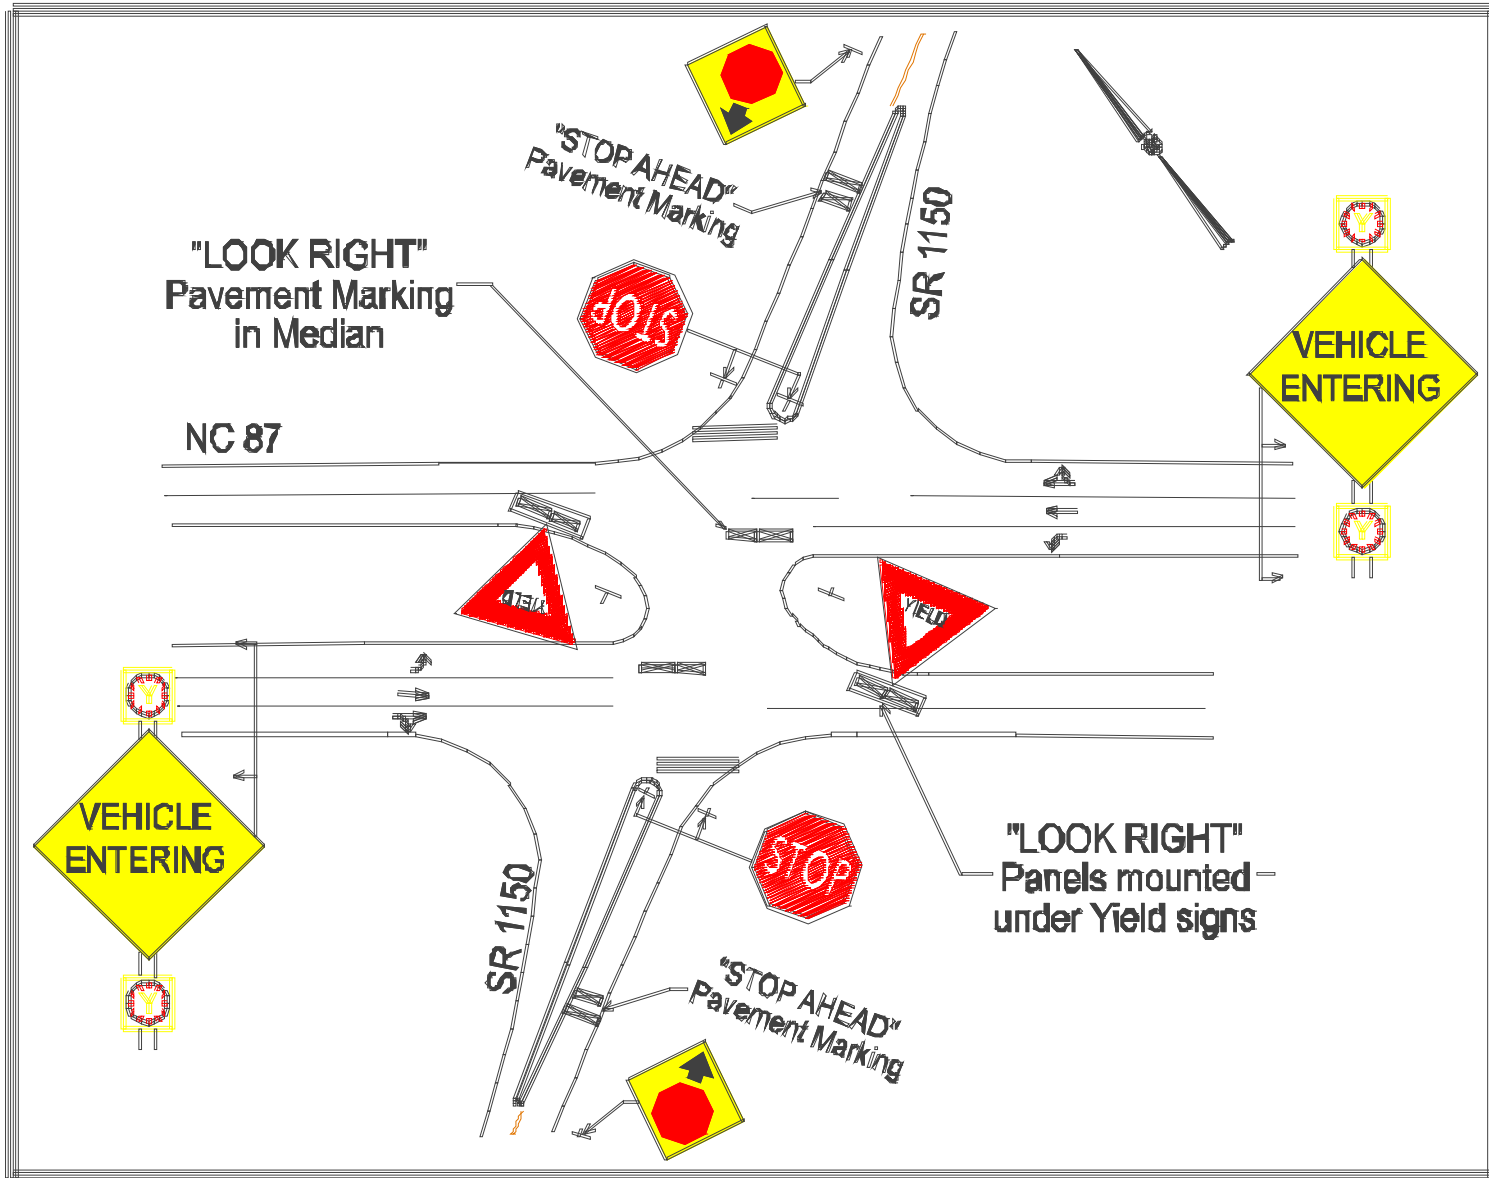 "STOP AHEAD"
Pavement Marking
SR 1150
Y
"LOOK RIGHT"
Pavement Marking
in Median
STOP
VEHICLE
ENTERING
NC 87
Y
YIELD
YIELD
Y
VEHICLE
ENTERING
"LOOK RIGHT"
Panels mounted
under Yield signs
STOP
SR 1150
"STOP AHEAD"
Pavement Marking
Y